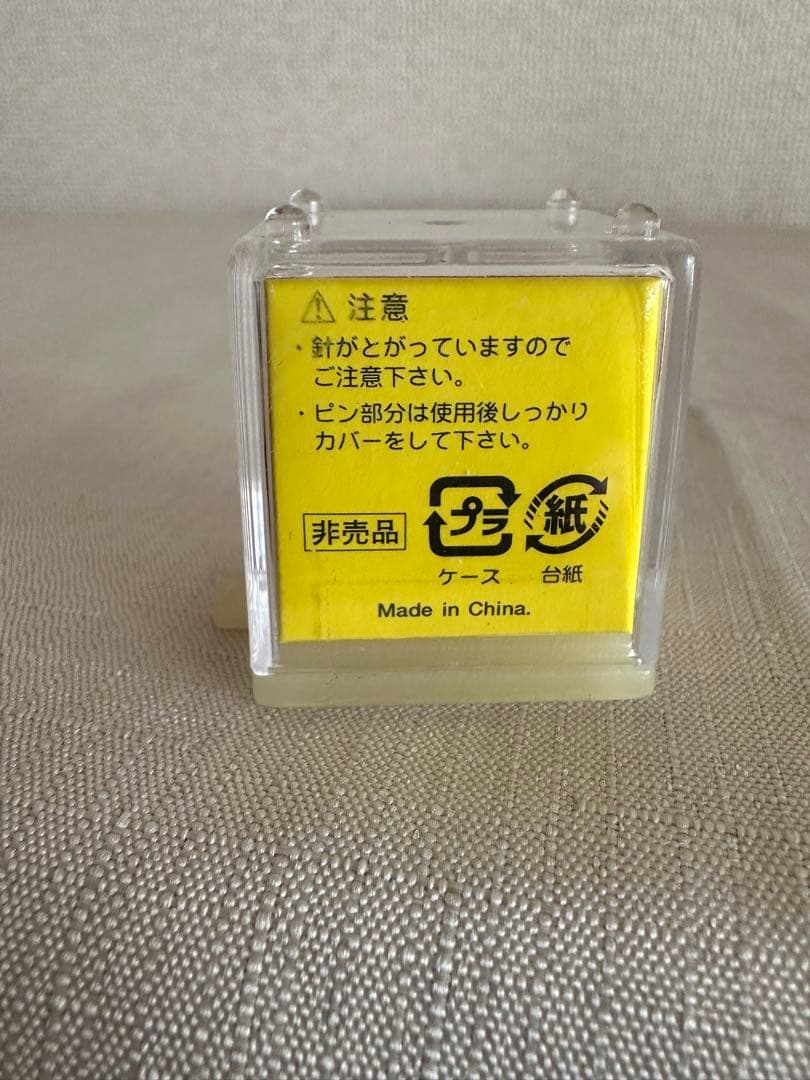 注意
・針がとがっていますので
ご注意下さい。
・ピン部分は使用後しっかり
カバーをして下さい。
非売品
プラ
紙
ケース 台紙
Made in China.